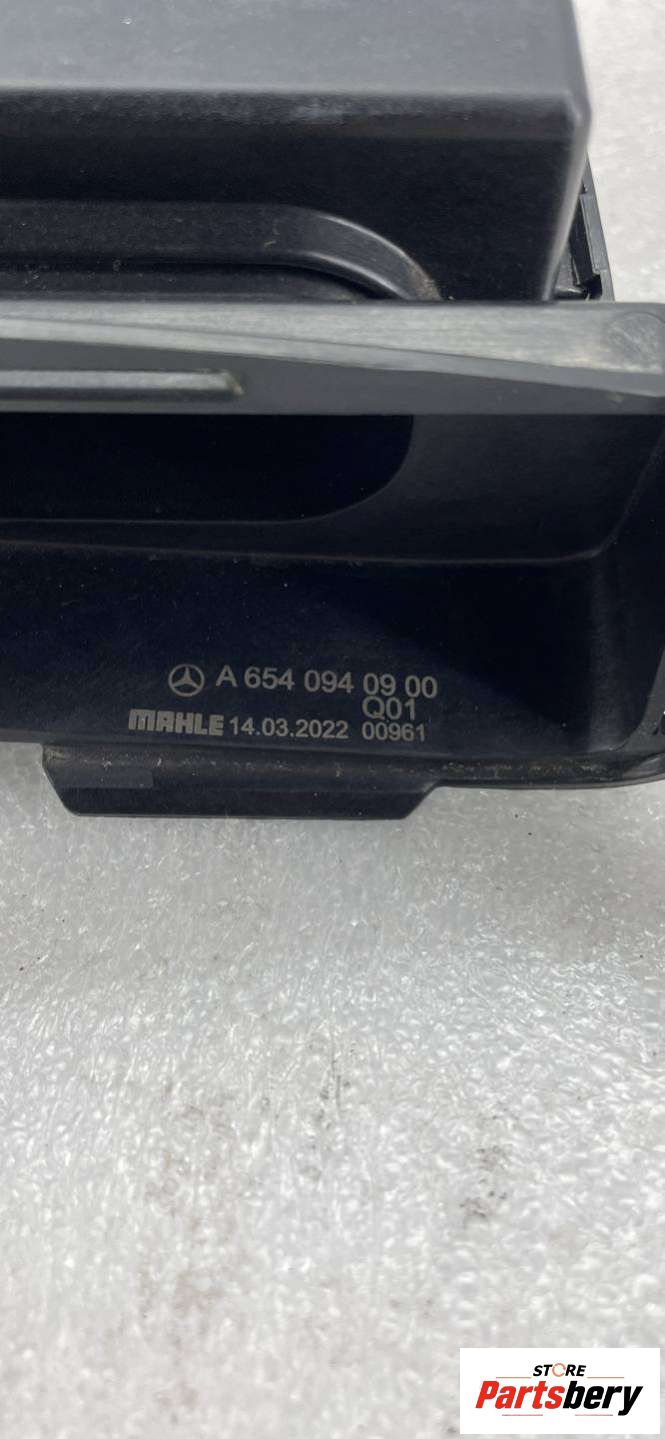 A 654 094 09 00
Q01
MAHLE 14.03.2022 00961
STORE
Partsbery